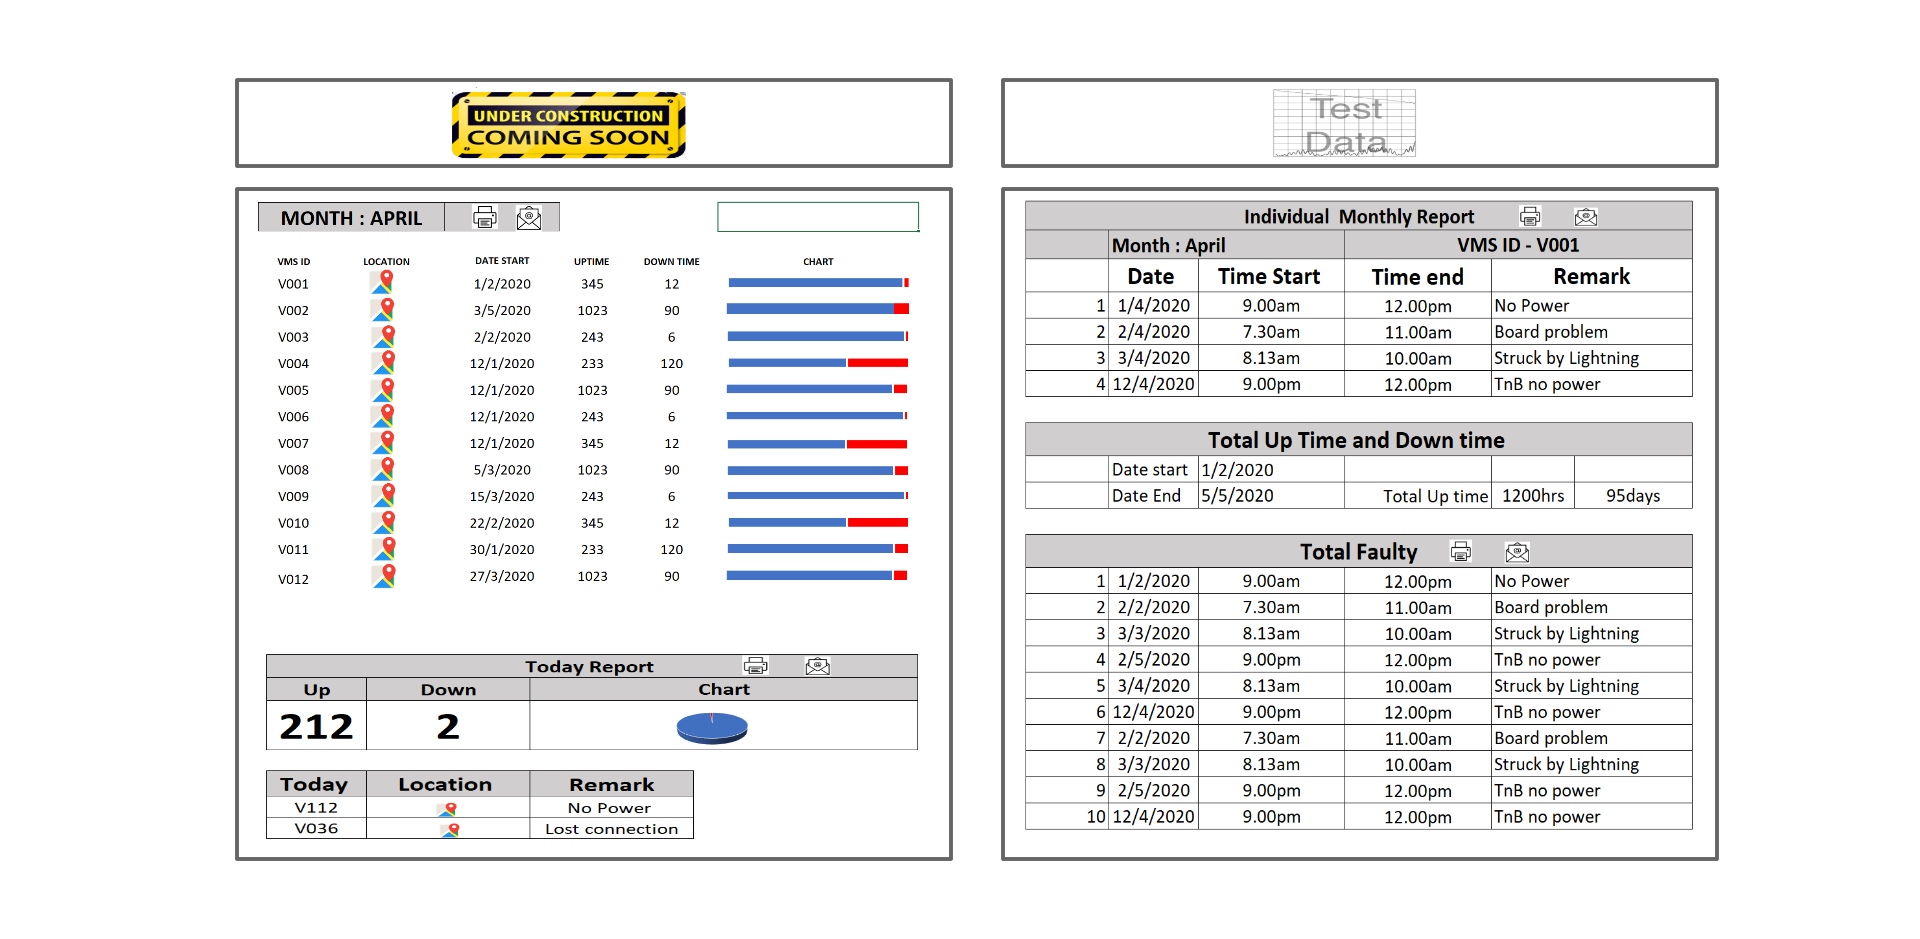 UNDER CONSTRUCTION
COMING SOON
MONTH : APRIL
VMS ID LOCATION DATE START UPTIME DOWN TIME CHART
V001 1/2/2020 345 12
V002 3/5/2020 1023 90
V003 2/2/2020 243 6
V004 12/1/2020 233 120
V005 12/1/2020 1023 90
V006 12/1/2020 243 6
V007 12/1/2020 345 12
V008 5/3/2020 1023 90
V009 15/3/2020 243 6
V010 22/2/2020 345 12
V011 30/1/2020 233 120
V012 27/3/2020 1023 90
Today Report
Up Down Chart
212 2
Today Location Remark
V112 No Power
V036 Lost connection
Test
Data
Individual Monthly Report
Month : April VMS ID - V001
Date Time Start Time end Remark
1 1/4/2020 9.00am 12.00pm No Power
2 2/4/2020 7.30am 11.00am Board problem
3 3/4/2020 8.13am 10.00am Struck by Lightning
4 12/4/2020 9.00pm 12.00pm TnB no power
Total Up Time and Down time
Date start 1/2/2020
Date End 5/5/2020 Total Up time 1200hrs 95days
Total Faulty
1 1/2/2020 9.00am 12.00pm No Power
2 2/2/2020 7.30am 11.00am Board problem
3 3/3/2020 8.13am 10.00am Struck by Lightning
4 2/5/2020 9.00pm 12.00pm TnB no power
5 3/4/2020 8.13am 10.00am Struck by Lightning
6 12/4/2020 9.00pm 12.00pm TnB no power
7 2/2/2020 7.30am 11.00am Board problem
8 3/3/2020 8.13am 10.00am Struck by Lightning
9 2/5/2020 9.00pm 12.00pm TnB no power
10 12/4/2020 9.00pm 12.00pm TnB no power